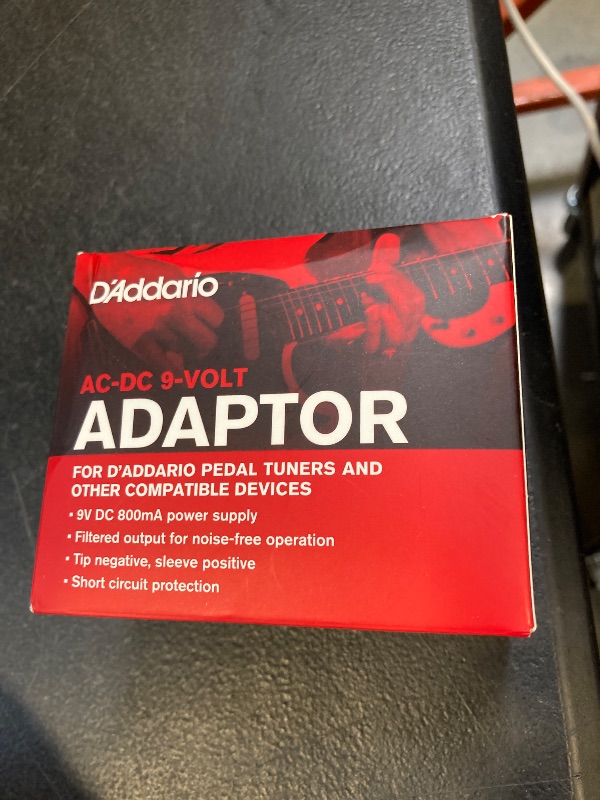 D'Addario
AC-DC 9-VOLT
ADAPTOR
FOR D'ADDARIO PEDAL TUNERS AND
OTHER COMPATIBLE DEVICES
• 9V DC 800mA power supply
• Filtered output for noise-free operation
• Tip negative, sleeve positive
• Short circuit protection